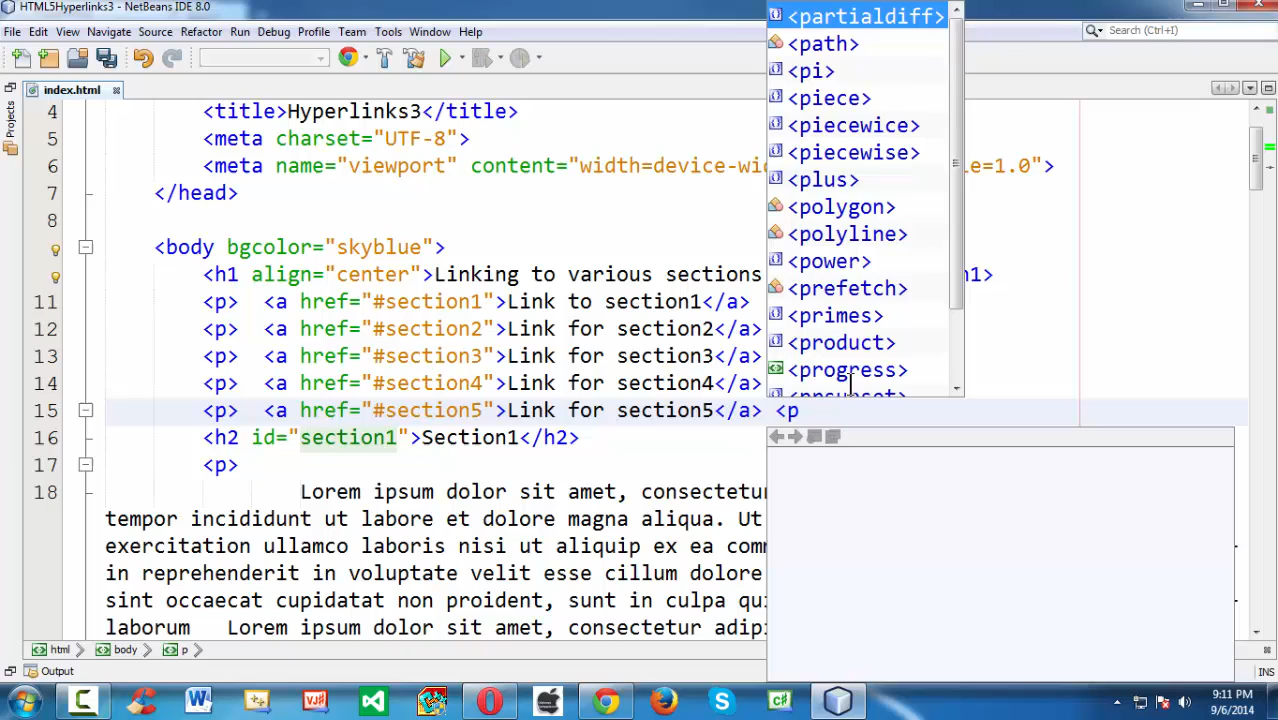 HTML5Hyperlinks3 - NetBeans IDE 8.0
File Edit View Navigate Source Refactor Run Debug Profile Team Tools Window Help
Search (Ctrl+I)
index.html
Projects
4 <title>Hyperlinks3</title>
5 <meta charset="UTF-8">
6 <meta name="viewport" content="width=device-wi le=1.0">
7 </head>
8
<body bgcolor="skyblue">
<h1 align="center">Linking to various sections n1>
11 <p> <a href="#section1">Link to section1</a>
12 <p> <a href="#section2">Link for section2</a>
13 <p> <a href="#section3">Link for section3</a>
14 <p> <a href="#section4">Link for section4</a>
15 <p> <a href="#section5">Link for section5</a> <p
16 <h2 id="section1">Section1</h2>
17 <p>
18 Lorem ipsum dolor sit amet, consectetur
tempor incididunt ut labore et dolore magna aliqua. Ut
exercitation ullamco laboris nisi ut aliquip ex ea comm
in reprehenderit in voluptate velit esse cillum dolore
sint occaecat cupidatat non proident, sunt in culpa qui
laborum Lorem ipsum dolor sit amet, consectetur adipi
<partialdiff>
<path>
<pi>
<piece>
<piecewice>
<piecewise>
<plus>
<polygon>
<polyline>
<power>
<prefetch>
<primes>
<product>
<progress>
<prsubset>
html body p
Output
INS
9:11 PM
9/6/2014